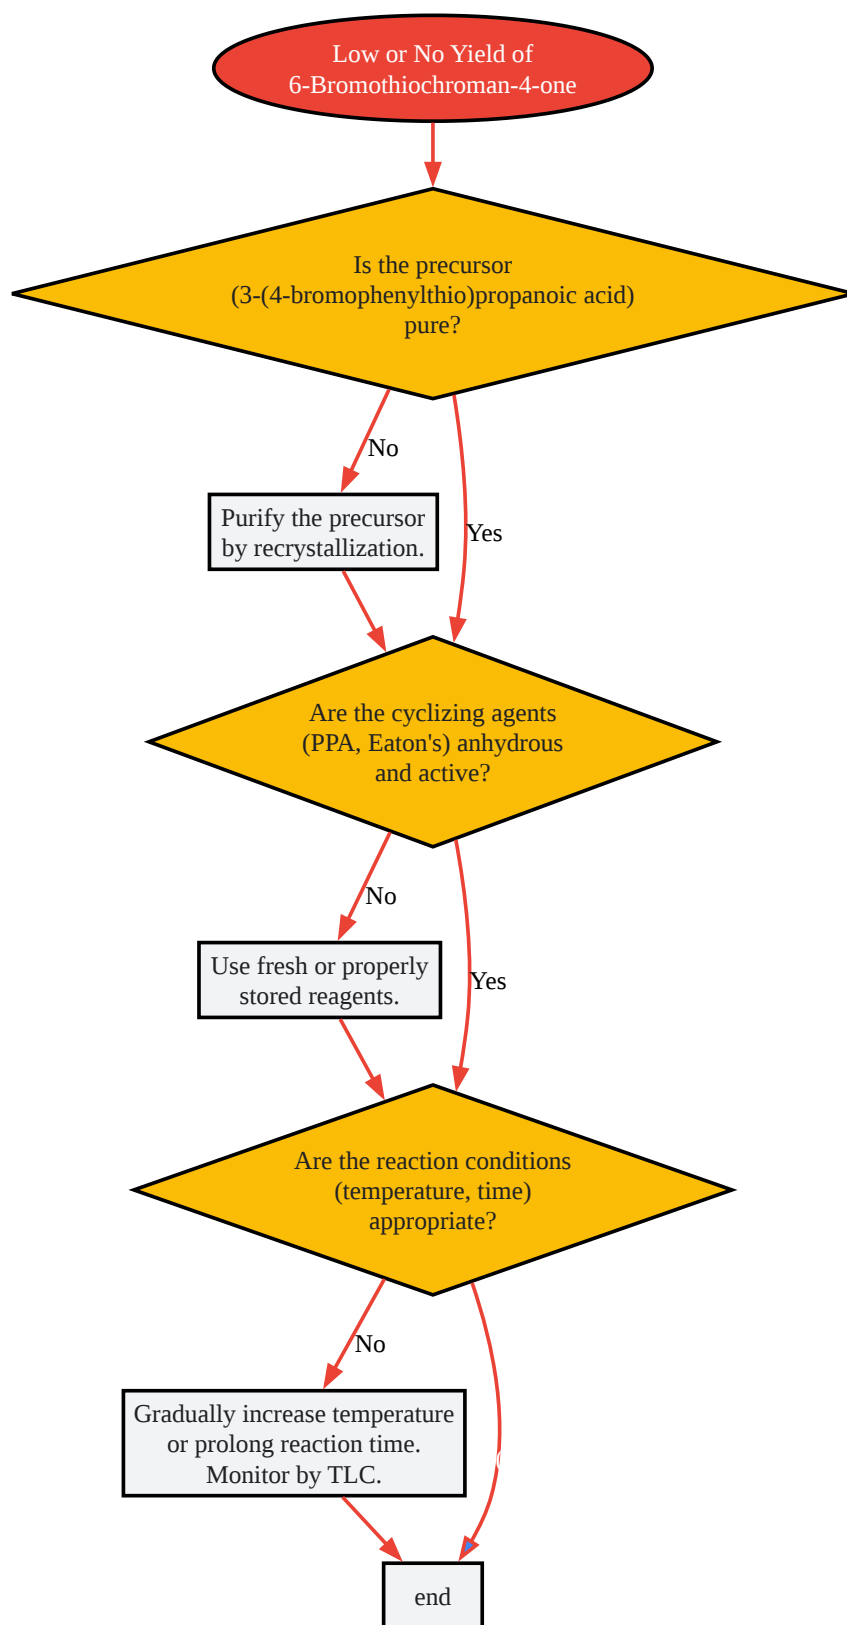 Low or No Yield of
6-Bromothiochroman-4-one
Is the precursor
(3-(4-bromophenylthio)propanoic acid)
pure?
No
Yes
Purify the precursor
by recrystallization.
Are the cyclizing agents
(PPA, Eaton's) anhydrous
and active?
No
Yes
Use fresh or properly
stored reagents.
Are the reaction conditions
(temperature, time)
appropriate?
No
Gradually increase temperature
or prolong reaction time.
Monitor by TLC.
end